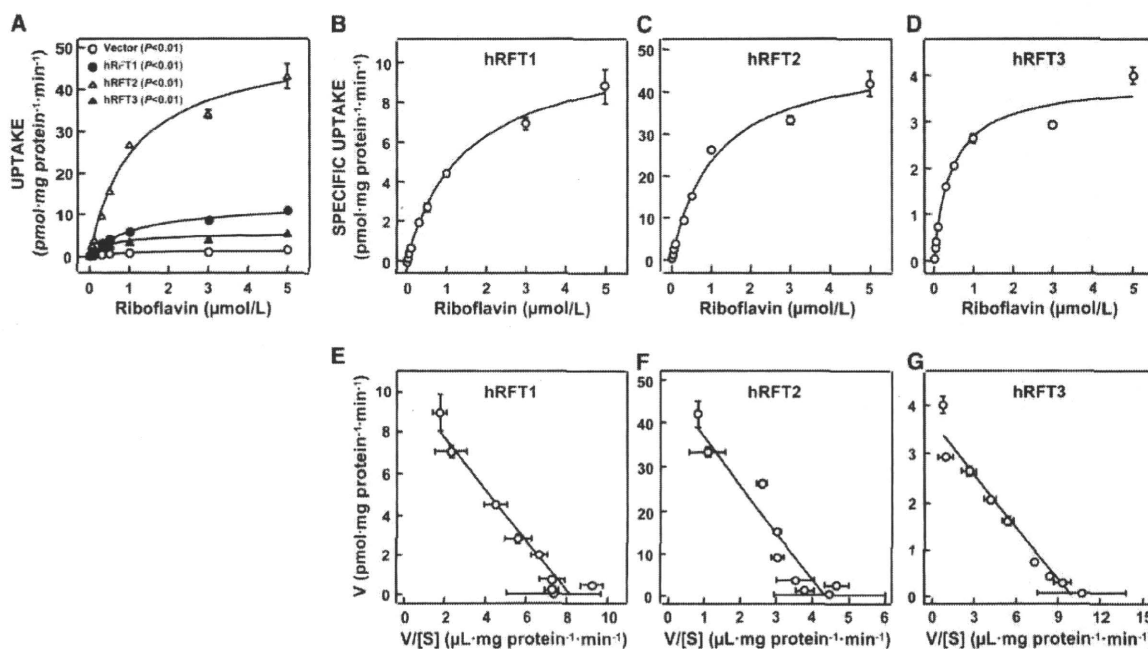 A
UPTAKE
(pmol·mg protein⁻¹·min⁻¹)
50
40
30
20
10
0
Vector (P<0.01)
hRFT1 (P<0.01)
hRFT2 (P<0.01)
hRFT3 (P<0.01)
0 1 2 3 4 5
Riboflavin (µmol/L)
B
hRFT1
SPECIFIC UPTAKE
(pmol·mg protein⁻¹·min⁻¹)
10
8
6
4
2
0
0 1 2 3 4 5
Riboflavin (µmol/L)
C
hRFT2
50
40
30
20
10
0
0 1 2 3 4 5
Riboflavin (µmol/L)
D
hRFT3
4
3
2
1
0
0 1 2 3 4 5
Riboflavin (µmol/L)
E
hRFT1
V (pmol·mg protein⁻¹·min⁻¹)
10
8
6
4
2
0
0 2 4 6 8 10
V/[S] (µL·mg protein⁻¹·min⁻¹)
F
hRFT2
50
40
30
20
10
0
0 1 2 3 4 5 6
V/[S] (µL·mg protein⁻¹·min⁻¹)
G
hRFT3
4
3
2
1
0
0 3 6 9 12 15
V/[S] (µL·mg protein⁻¹·min⁻¹)